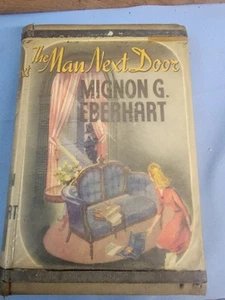 The Man Next Door
MIGNON G.
EBERHART